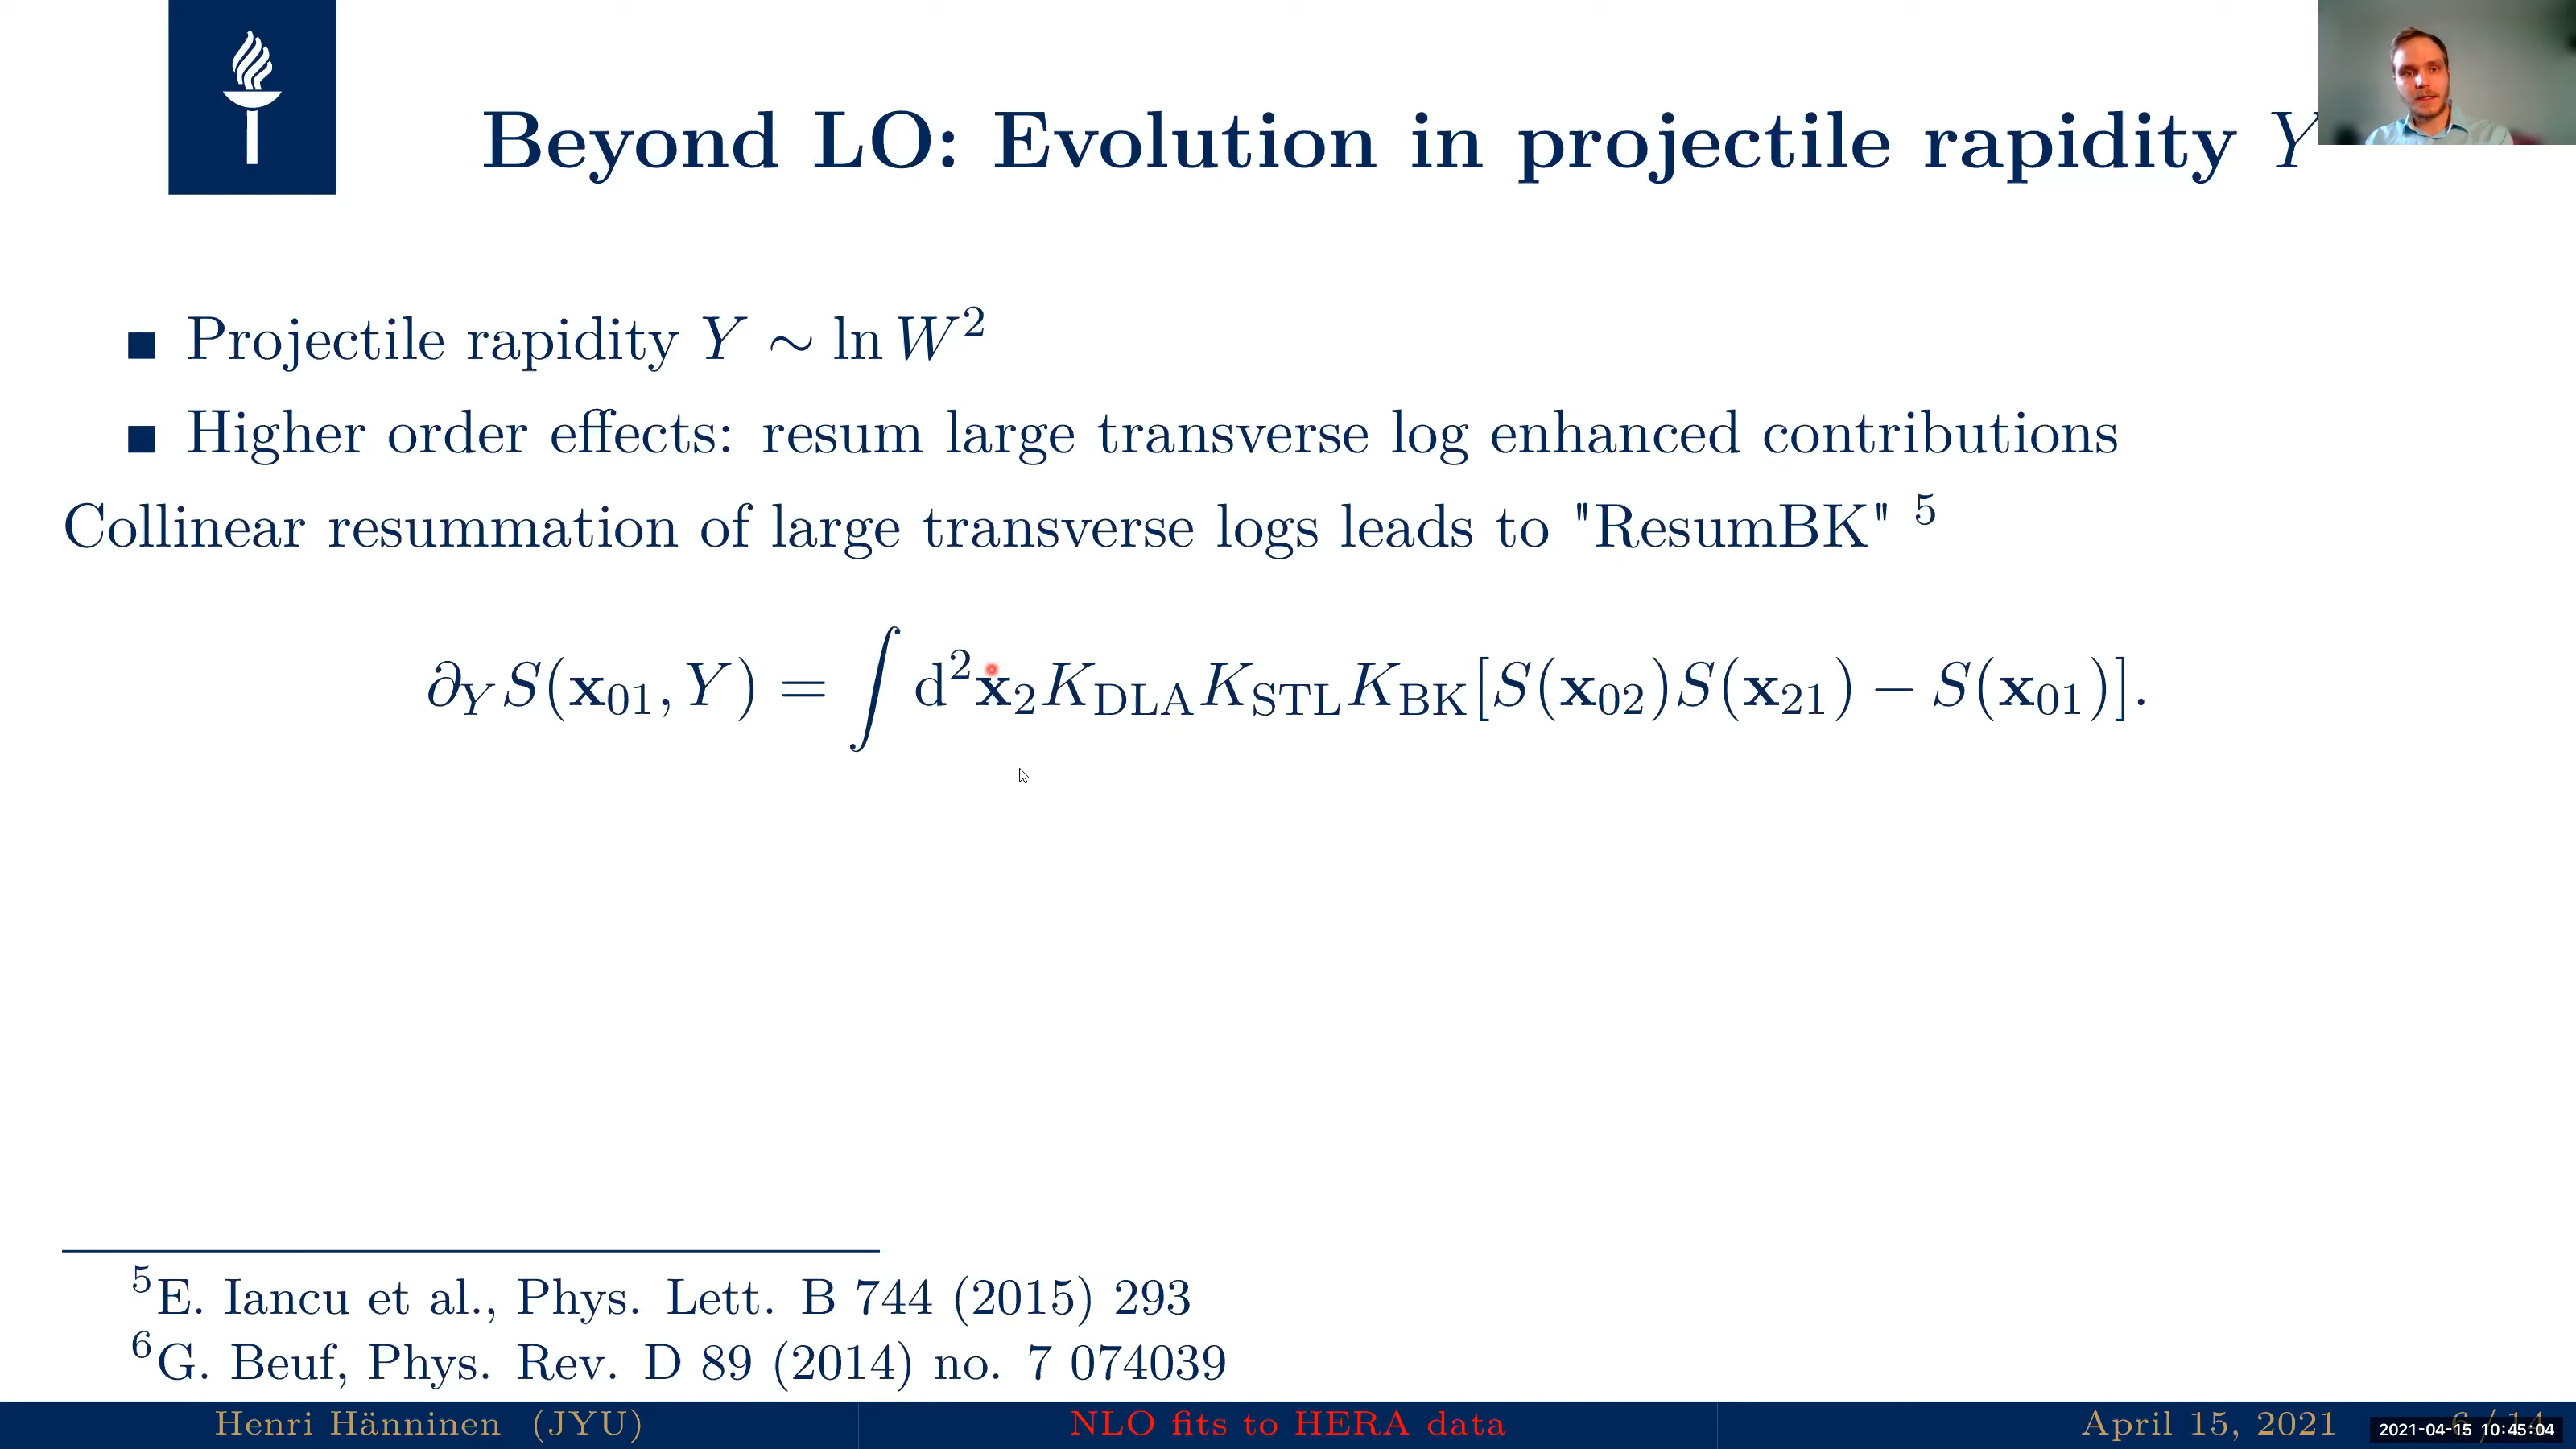 Beyond LO: Evolution in projectile rapidity Y
■ Projectile rapidity Y ∼ ln W²
■ Higher order effects: resum large transverse log enhanced contributions
Collinear resummation of large transverse logs leads to "ResumBK" ⁵
∂_Y S(x₀₁, Y) = ∫ d²x₂ K_DLA K_STL K_BK [S(x₀₂)S(x₂₁) − S(x₀₁)].
⁵E. Iancu et al., Phys. Lett. B 744 (2015) 293
⁶G. Beuf, Phys. Rev. D 89 (2014) no. 7 074039
Henri Hänninen (JYU) NLO fits to HERA data April 15, 2021
2021-04-15 10:45:04